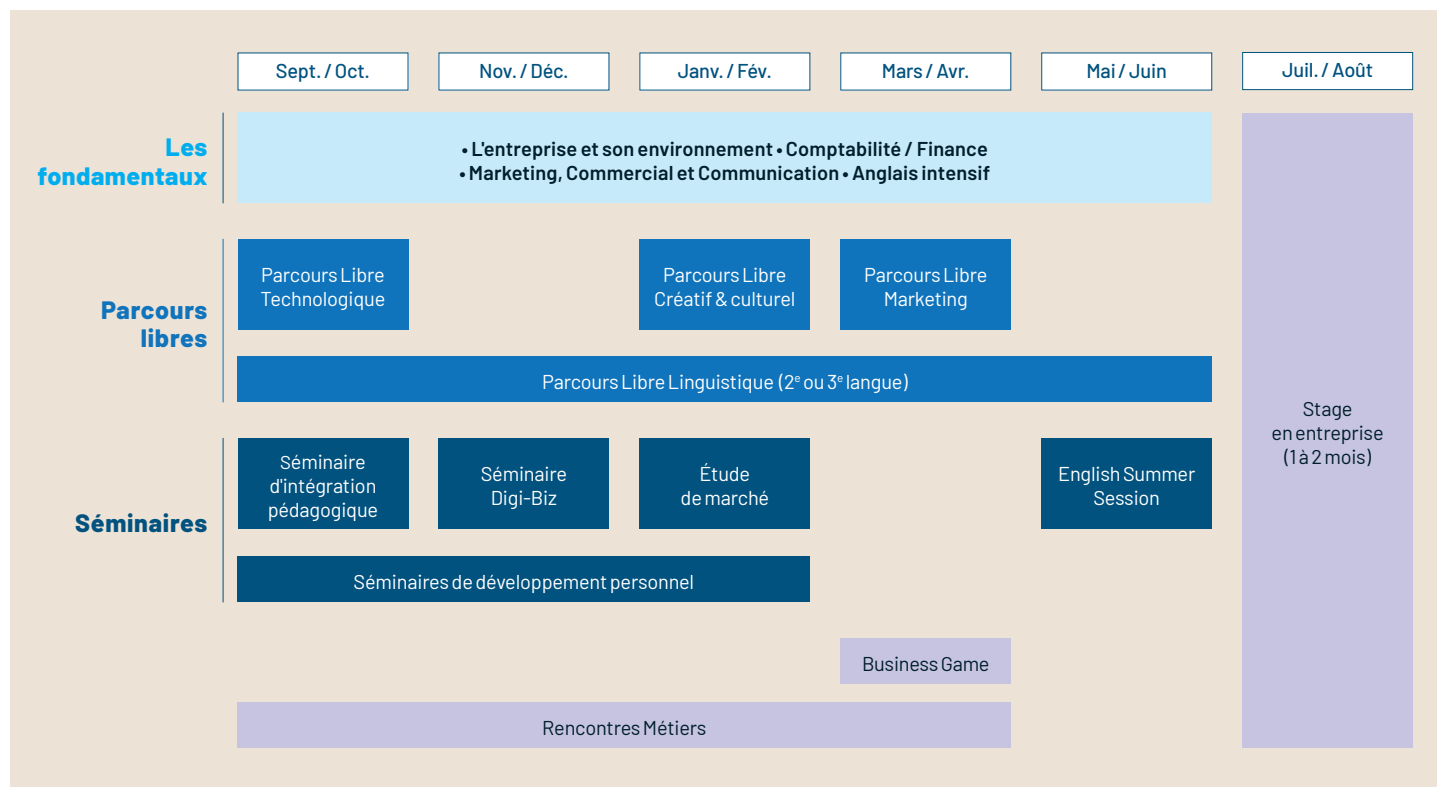 Sept. / Oct.
Nov. / Déc.
Janv. / Fév.
Mars / Avr.
Mai / Juin
Juil. / Août
Les
fondamentaux
• L'entreprise et son environnement • Comptabilité / Finance
• Marketing, Commercial et Communication • Anglais intensif
Parcours
libres
Parcours Libre
Technologique
Parcours Libre
Créatif & culturel
Parcours Libre
Marketing
Parcours Libre Linguistique (2e ou 3e langue)
Séminaires
Séminaire
d'intégration
pédagogique
Séminaire
Digi-Biz
Étude
de marché
English Summer
Session
Séminaires de développement personnel
Business Game
Rencontres Métiers
Stage
en entreprise
(1 à 2 mois)